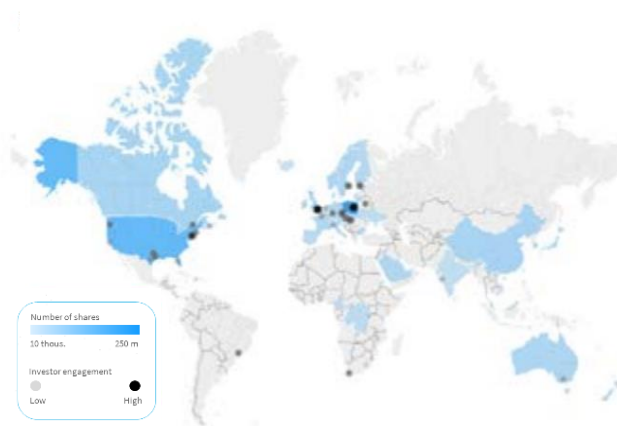 Number of shares
10 thous. 250 m
Investor engagement
Low High